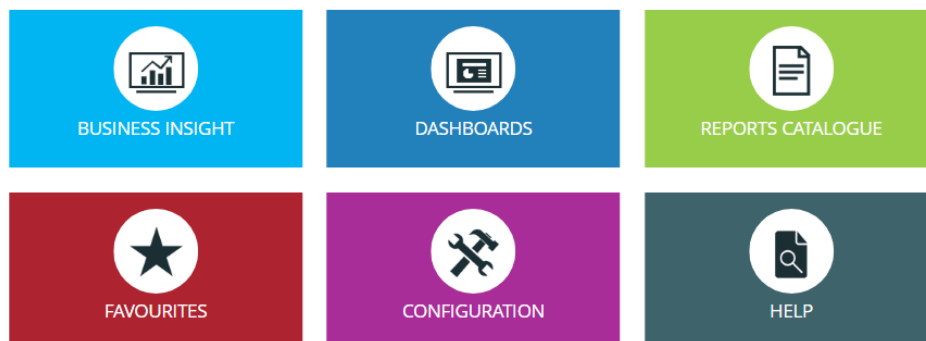 BUSINESS INSIGHT
DASHBOARDS
REPORTS CATALOGUE
FAVOURITES
CONFIGURATION
HELP